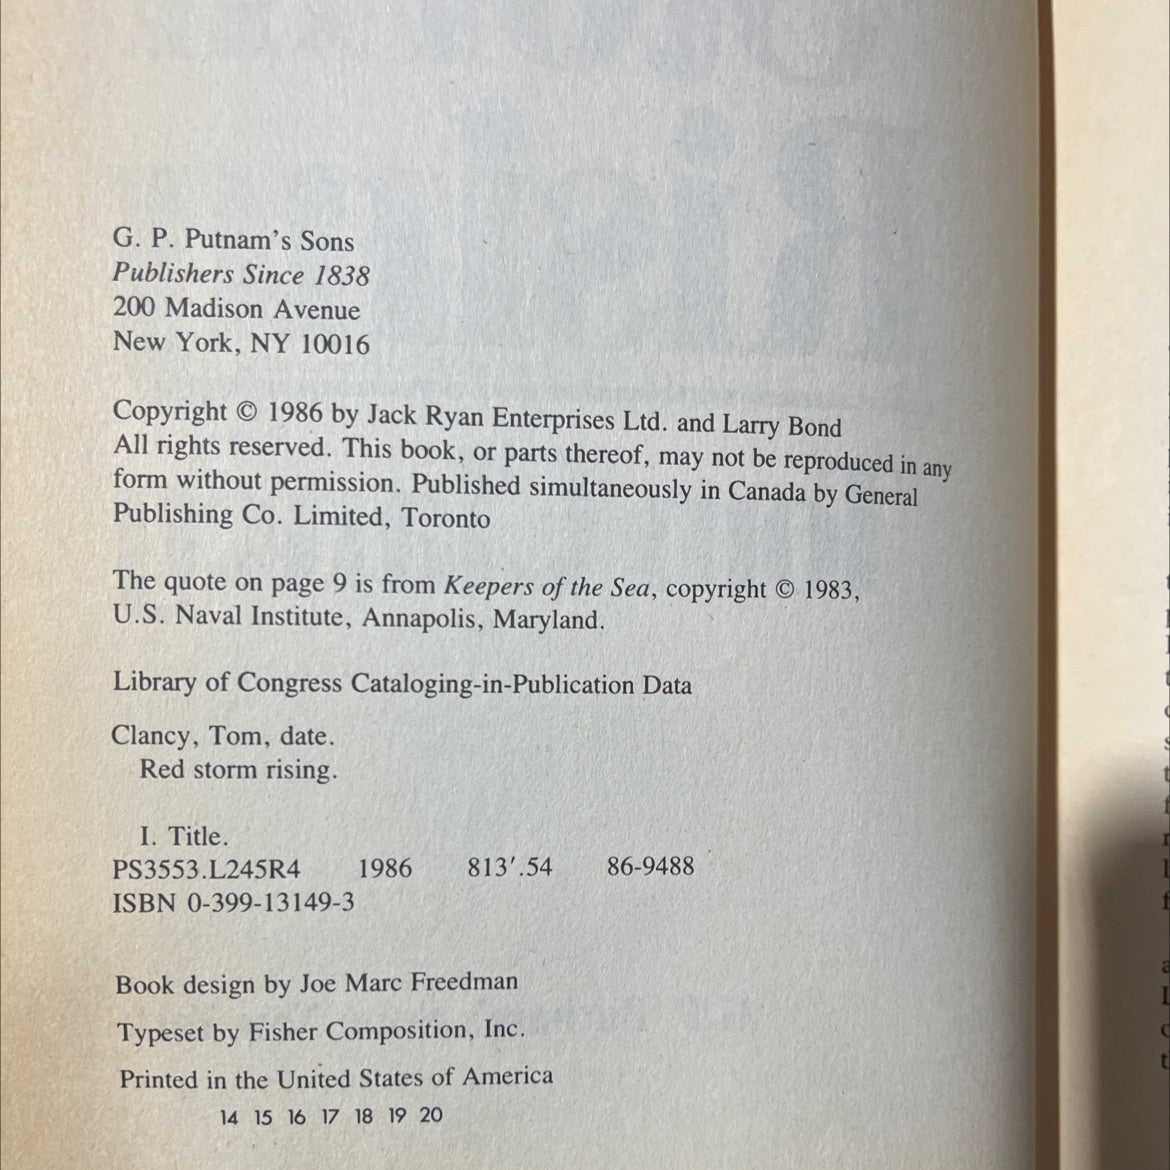 G. P. Putnam's Sons
Publishers Since 1838
200 Madison Avenue
New York, NY 10016
Copyright © 1986 by Jack Ryan Enterprises Ltd. and Larry Bond
All rights reserved. This book, or parts thereof, may not be reproduced in any
form without permission. Published simultaneously in Canada by General
Publishing Co. Limited, Toronto
The quote on page 9 is from Keepers of the Sea, copyright © 1983,
U.S. Naval Institute, Annapolis, Maryland.
Library of Congress Cataloging-in-Publication Data
Clancy, Tom, date.
Red storm rising.
I. Title.
PS3553.L245R4 1986 813′.54 86-9488
ISBN 0-399-13149-3
Book design by Joe Marc Freedman
Typeset by Fisher Composition, Inc.
Printed in the United States of America
14 15 16 17 18 19 20